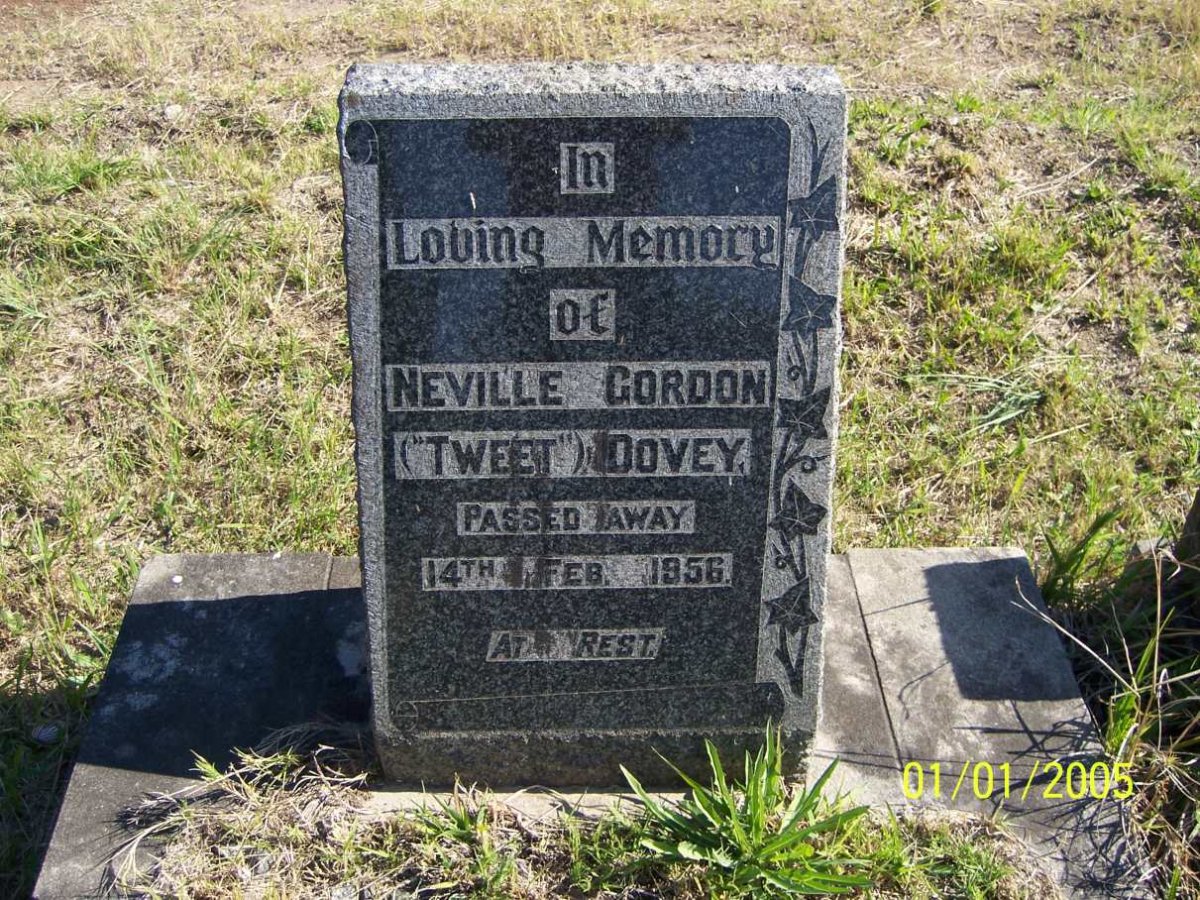 In
Loving Memory
of
NEVILLE GORDON
("TWEET") DOVEY.
PASSED AWAY
14TH FEB. 1956.
AT REST.
01/01/2005